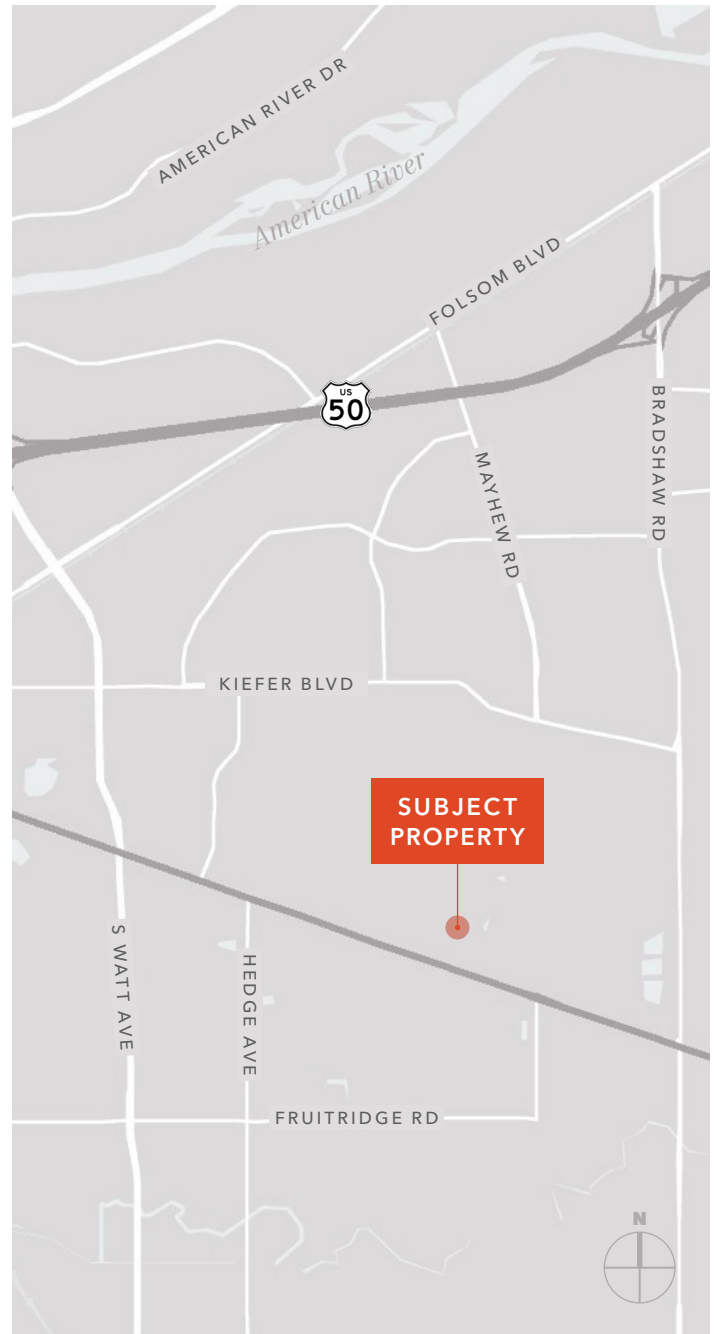 AMERICAN RIVER DR
American River
FOLSOM BLVD
US
50
BRADSHAW RD
MAYHEW RD
KIEFER BLVD
SUBJECT
PROPERTY
S WATT AVE
HEDGE AVE
FRUITRIDGE RD
N